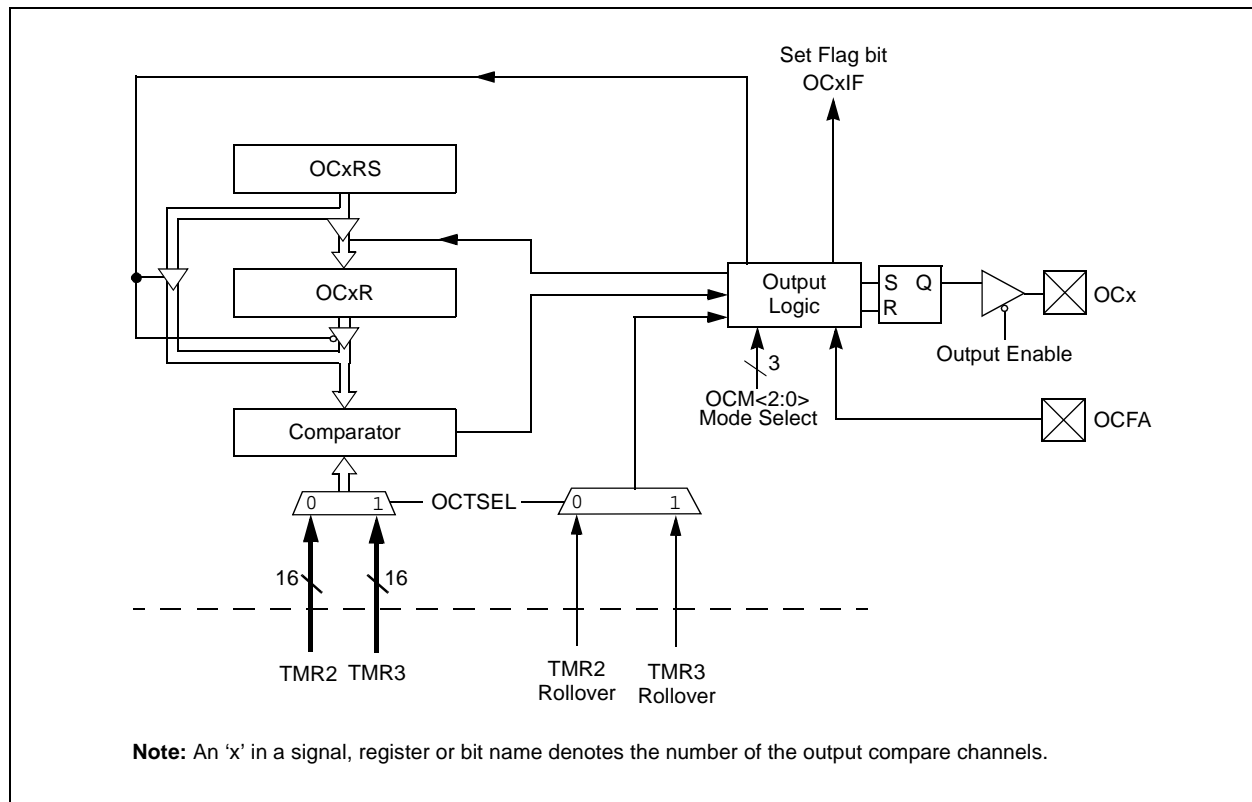 Set Flag bit
OCxIF
OCxRS
OCxR
Output
Logic
S Q
R
OCx
Output Enable
3
OCM<2:0>
Mode Select
OCFA
Comparator
0 1
OCTSEL
0 1
16
16
TMR2
TMR3
TMR2
Rollover
TMR3
Rollover
Note: An ‘x’ in a signal, register or bit name denotes the number of the output compare channels.